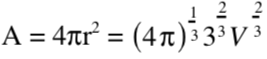 A = 4πr² = (4π)^{1/3} 3^{2/3} V^{2/3}